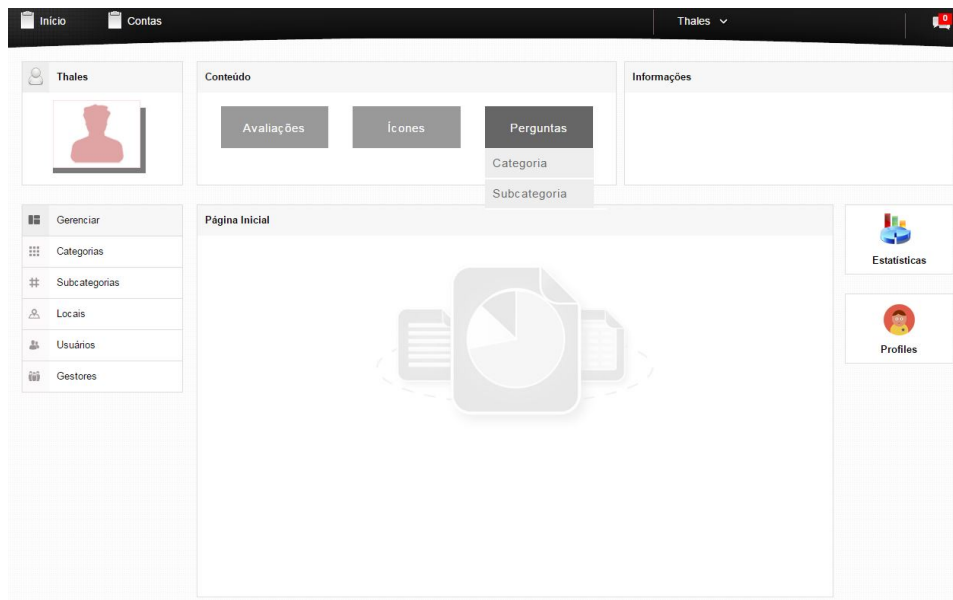 Início
Contas
Thales
0
Thales
Conteúdo
Informações
Avaliações
Ícones
Perguntas
Categoria
Subcategoria
Gerenciar
Categorias
Subcategorias
Locais
Usuários
Gestores
Página Inicial
Estatísticas
Profiles